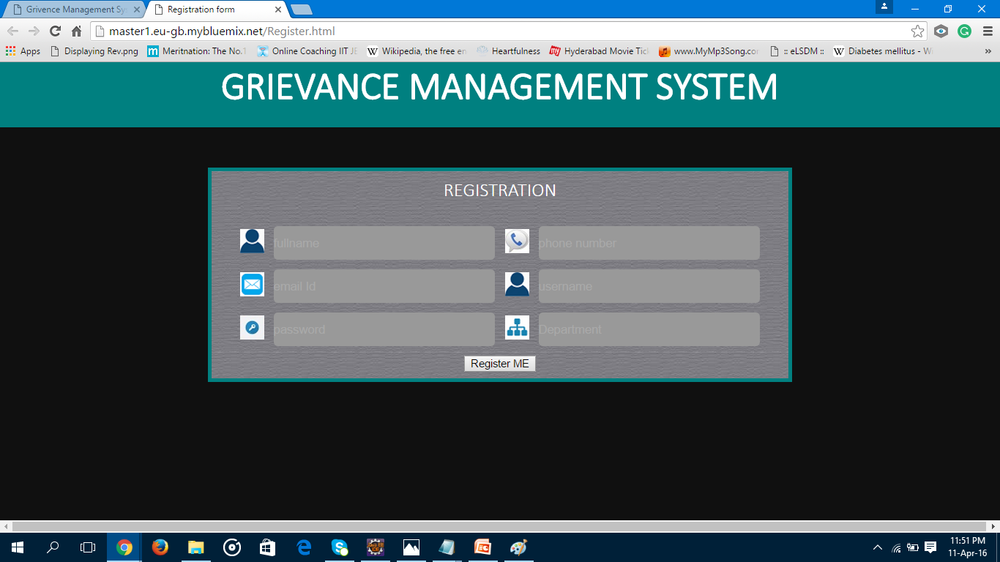 Grivence Management Sy
Registration form
master1.eu-gb.mybluemix.net/Register.html
Apps
Displaying Rev.png
m Meritnation: The No.1
Online Coaching IIT JE
W Wikipedia, the free en
Heartfulness
my Hyderabad Movie Tick
www.MyMp3Song.co
:: eLSDM ::
W Diabetes mellitus - Wi
»
GRIEVANCE MANAGEMENT SYSTEM
REGISTRATION
fullname
phone number
email Id
username
password
Department
Register ME
11:51 PM
11-Apr-16